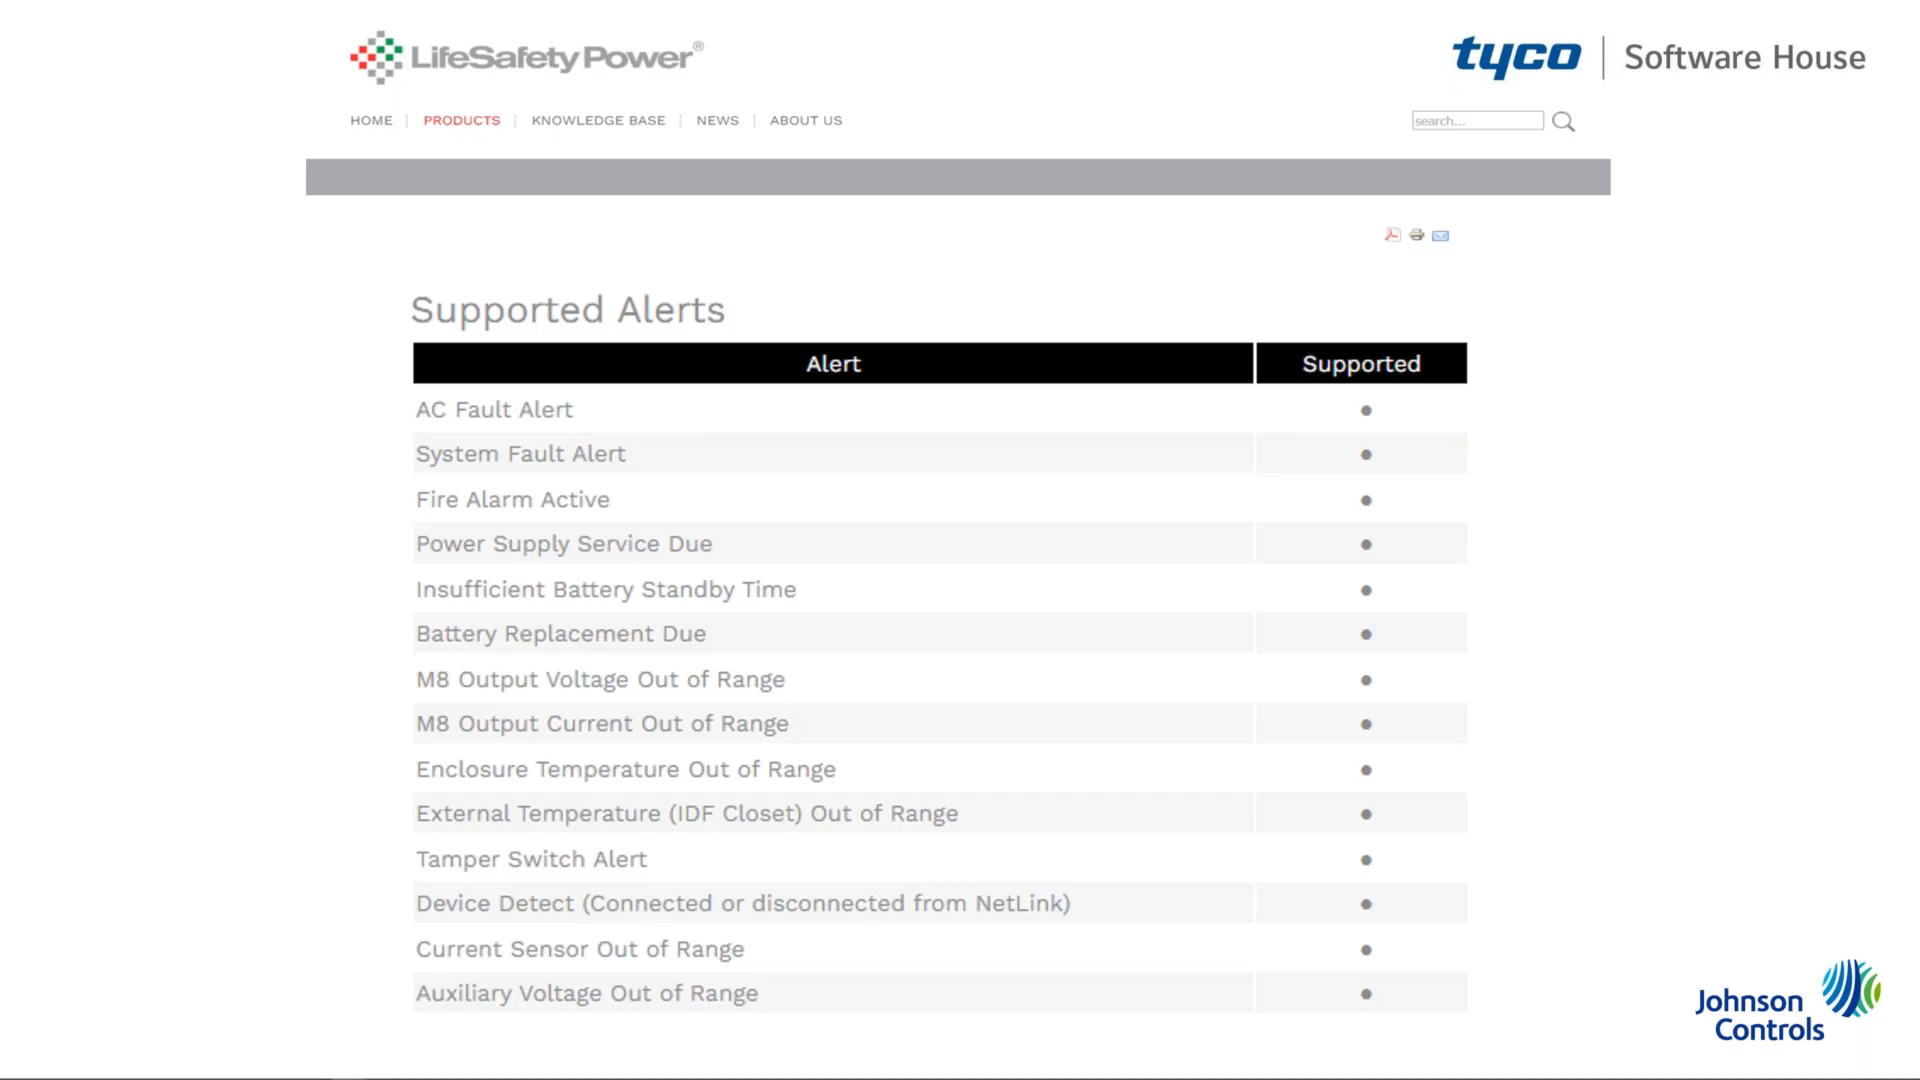 LifeSafety Power®
tyco | Software House
HOME PRODUCTS KNOWLEDGE BASE NEWS ABOUT US
search...
Supported Alerts
Alert Supported
AC Fault Alert ●
System Fault Alert ●
Fire Alarm Active ●
Power Supply Service Due ●
Insufficient Battery Standby Time ●
Battery Replacement Due ●
M8 Output Voltage Out of Range ●
M8 Output Current Out of Range ●
Enclosure Temperature Out of Range ●
External Temperature (IDF Closet) Out of Range ●
Tamper Switch Alert ●
Device Detect (Connected or disconnected from NetLink) ●
Current Sensor Out of Range ●
Auxiliary Voltage Out of Range ●
Johnson
Controls